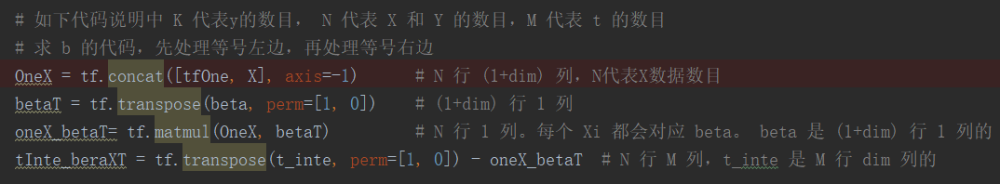 # 如下代码说明中 K 代表y的数目， N 代表 X 和 Y 的数目，M 代表 t 的数目
# 求 b 的代码，先处理等号左边，再处理等号右边
OneX = tf.concat([tfOne, X], axis=-1) # N 行 (1+dim) 列，N代表X数据数目
betaT = tf.transpose(beta, perm=[1, 0]) # (1+dim) 行 1 列
oneX_betaT= tf.matmul(OneX, betaT) # N 行 1 列。每个 Xi 都会对应 beta。 beta 是 (1+dim) 行 1 列的
tInte_beraXT = tf.transpose(t_inte, perm=[1, 0]) - oneX_betaT # N 行 M 列，t_inte 是 M 行 dim 列的